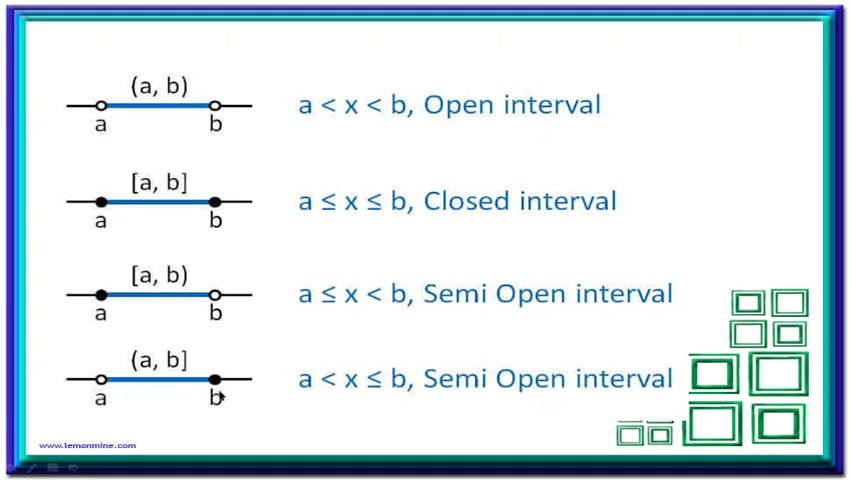 (a, b)
a b
a < x < b, Open interval
[a, b]
a b
a ≤ x ≤ b, Closed interval
[a, b)
a b
a ≤ x < b, Semi Open interval
(a, b]
a b
a < x ≤ b, Semi Open interval
www.lemonmine.com